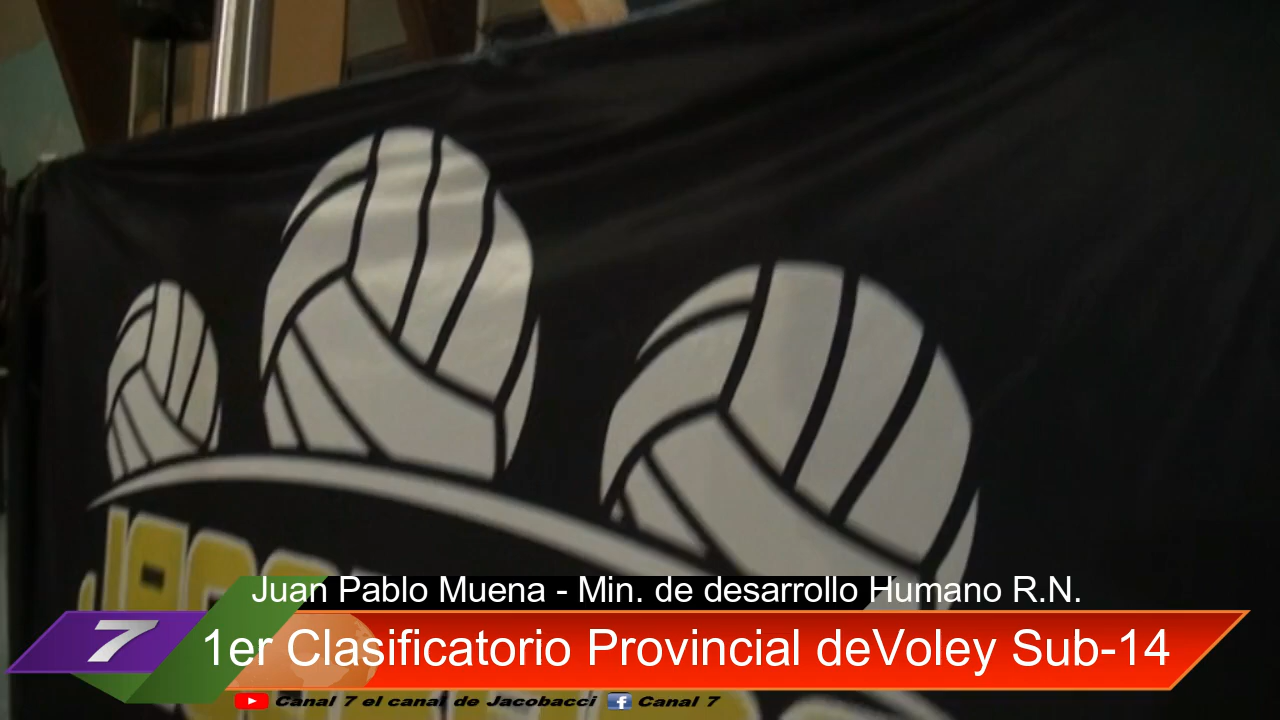 Juan Pablo Muena - Min. de desarrollo Humano R.N.
7
1er Clasificatorio Provincial deVoley Sub-14
Canal 7 el canal de Jacobacci
Canal 7